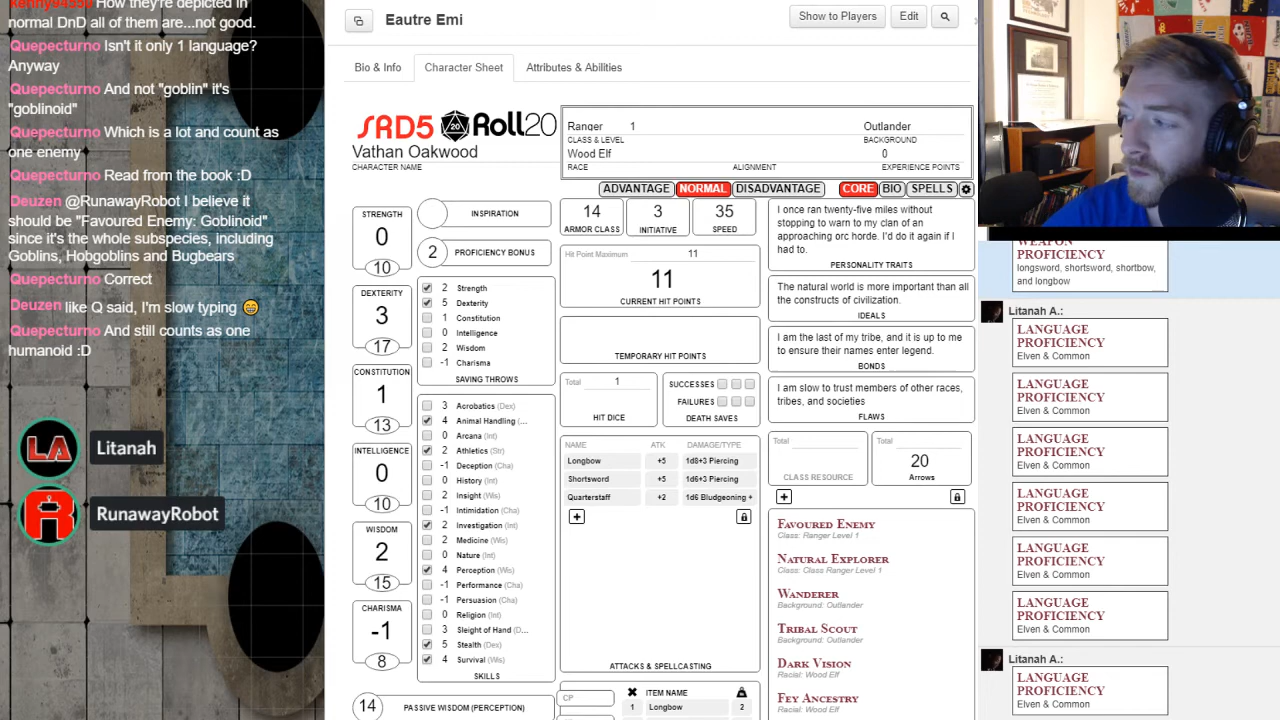 kenny94550 How they're depicted in
normal DnD all of them are...not good.
Quepecturno Isn't it only 1 language?
Anyway
Quepecturno And not "goblin" it's
"goblinoid"
Quepecturno Which is a lot and count as
one enemy
Quepecturno Read from the book :D
Deuzen @RunawayRobot I believe it
should be "Favoured Enemy: Goblinoid"
since it's the whole subspecies, including
Goblins, Hobgoblins and Bugbears
Quepecturno Correct
Deuzen like Q said, I'm slow typing
Quepecturno And still counts as one
humanoid :D
LA Litanah
RunawayRobot
Eautre Emi
Show to Players
Edit
Bio & Info
Character Sheet
Attributes & Abilities
SRD5 20 Roll20
Vathan Oakwood
CHARACTER NAME
Ranger 1
CLASS & LEVEL
Outlander
BACKGROUND
Wood Elf
RACE
ALIGNMENT
0
EXPERIENCE POINTS
ADVANTAGE NORMAL DISADVANTAGE
CORE BIO SPELLS
STRENGTH
0
10
DEXTERITY
3
17
CONSTITUTION
1
13
INTELLIGENCE
0
10
WISDOM
2
15
CHARISMA
-1
8
INSPIRATION
2 PROFICIENCY BONUS
2 Strength
5 Dexterity
1 Constitution
0 Intelligence
2 Wisdom
-1 Charisma
SAVING THROWS
3 Acrobatics (Dex)
4 Animal Handling (...
0 Arcana (Int)
2 Athletics (Str)
-1 Deception (Cha)
0 History (Int)
2 Insight (Wis)
-1 Intimidation (Cha)
2 Investigation (Int)
2 Medicine (Wis)
0 Nature (Int)
4 Perception (Wis)
-1 Performance (Cha)
-1 Persuasion (Cha)
0 Religion (Int)
3 Sleight of Hand (D...
5 Stealth (Dex)
4 Survival (Wis)
SKILLS
14 PASSIVE WISDOM (PERCEPTION)
14
ARMOR CLASS
3
INITIATIVE
35
SPEED
Hit Point Maximum 11
11
CURRENT HIT POINTS
TEMPORARY HIT POINTS
Total 1
HIT DICE
SUCCESSES
FAILURES
DEATH SAVES
NAME ATK DAMAGE/TYPE
Longbow +5 1d8+3 Piercing
Shortsword +5 1d6+3 Piercing
Quarterstaff +2 1d6 Bludgeoning +
ATTACKS & SPELLCASTING
CP
ITEM NAME
1 Longbow 2
I once ran twenty-five miles without
stopping to warn to my clan of an
approaching orc horde. I'd do it again if I
had to.
PERSONALITY TRAITS
The natural world is more important than all
the constructs of civilization.
IDEALS
I am the last of my tribe, and it is up to me
to ensure their names enter legend.
BONDS
I am slow to trust members of other races,
tribes, and societies
FLAWS
Total
CLASS RESOURCE
Total
20
Arrows
FAVOURED ENEMY
Class: Ranger Level 1
NATURAL EXPLORER
Class: Class Ranger Level 1
WANDERER
Background: Outlander
TRIBAL SCOUT
Background: Outlander
DARK VISION
Racial: Wood Elf
FEY ANCESTRY
Racial: Wood Elf
WEAPON
PROFICIENCY
longsword, shortsword, shortbow,
and longbow
Litanah A.:
LANGUAGE
PROFICIENCY
Elven & Common
LANGUAGE
PROFICIENCY
Elven & Common
LANGUAGE
PROFICIENCY
Elven & Common
LANGUAGE
PROFICIENCY
Elven & Common
LANGUAGE
PROFICIENCY
Elven & Common
LANGUAGE
PROFICIENCY
Elven & Common
Litanah A.:
LANGUAGE
PROFICIENCY
Elven & Common